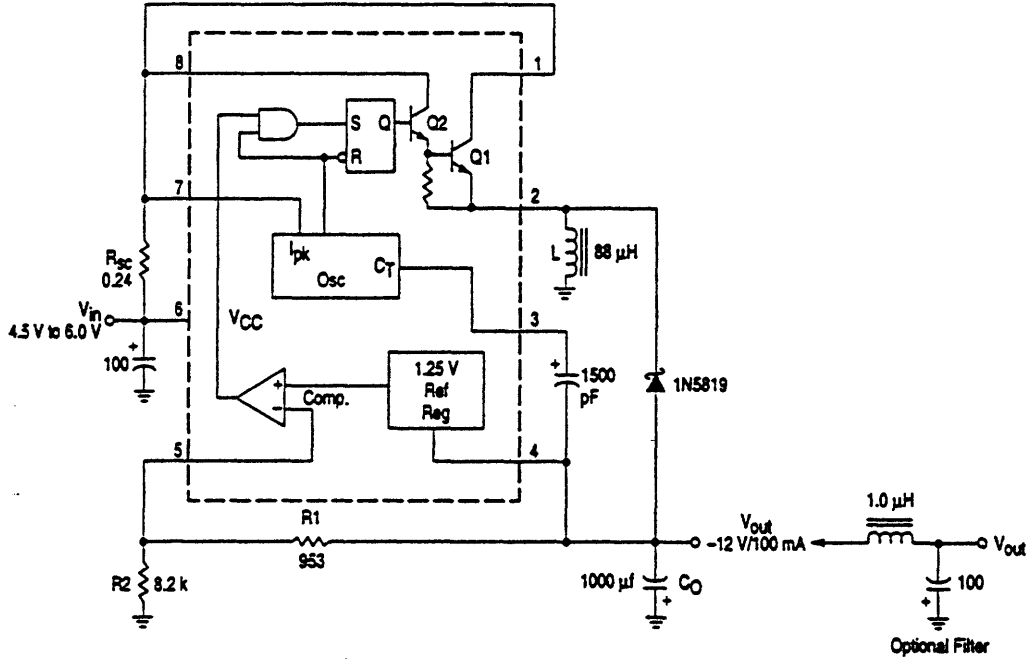 8
1
S
Q
Q2
R
Q1
7
2
Ipk
CT
Osc
L
88 μH
Rsc
0.24
Vin
4.5 V to 6.0 V
6
VCC
3
100
+
+
1500
pF
1N5819
1.25 V
Ref
Reg
+
Comp.
−
5
4
R1
953
R2
8.2 k
1000 μf
CO
+
Vout
−12 V/100 mA
1.0 μH
Vout
100
+
Optional Filter